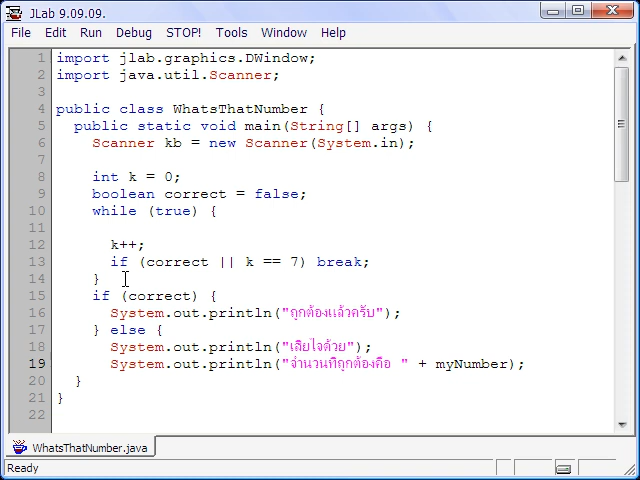 JLab 9.09.09.
File Edit Run Debug STOP! Tools Window Help
1 import jlab.graphics.DWindow;
2 import java.util.Scanner;
3
4 public class WhatsThatNumber {
5 public static void main(String[] args) {
6 Scanner kb = new Scanner(System.in);
7
8 int k = 0;
9 boolean correct = false;
10 while (true) {
11
12 k++;
13 if (correct || k == 7) break;
14 }
15 if (correct) {
16 System.out.println("ถูกต้องแล้วครับ");
17 } else {
18 System.out.println("เสียใจด้วย");
19 System.out.println("จำนวนที่ถูกต้องคือ " + myNumber);
20 }
21 }
22
WhatsThatNumber.java
Ready